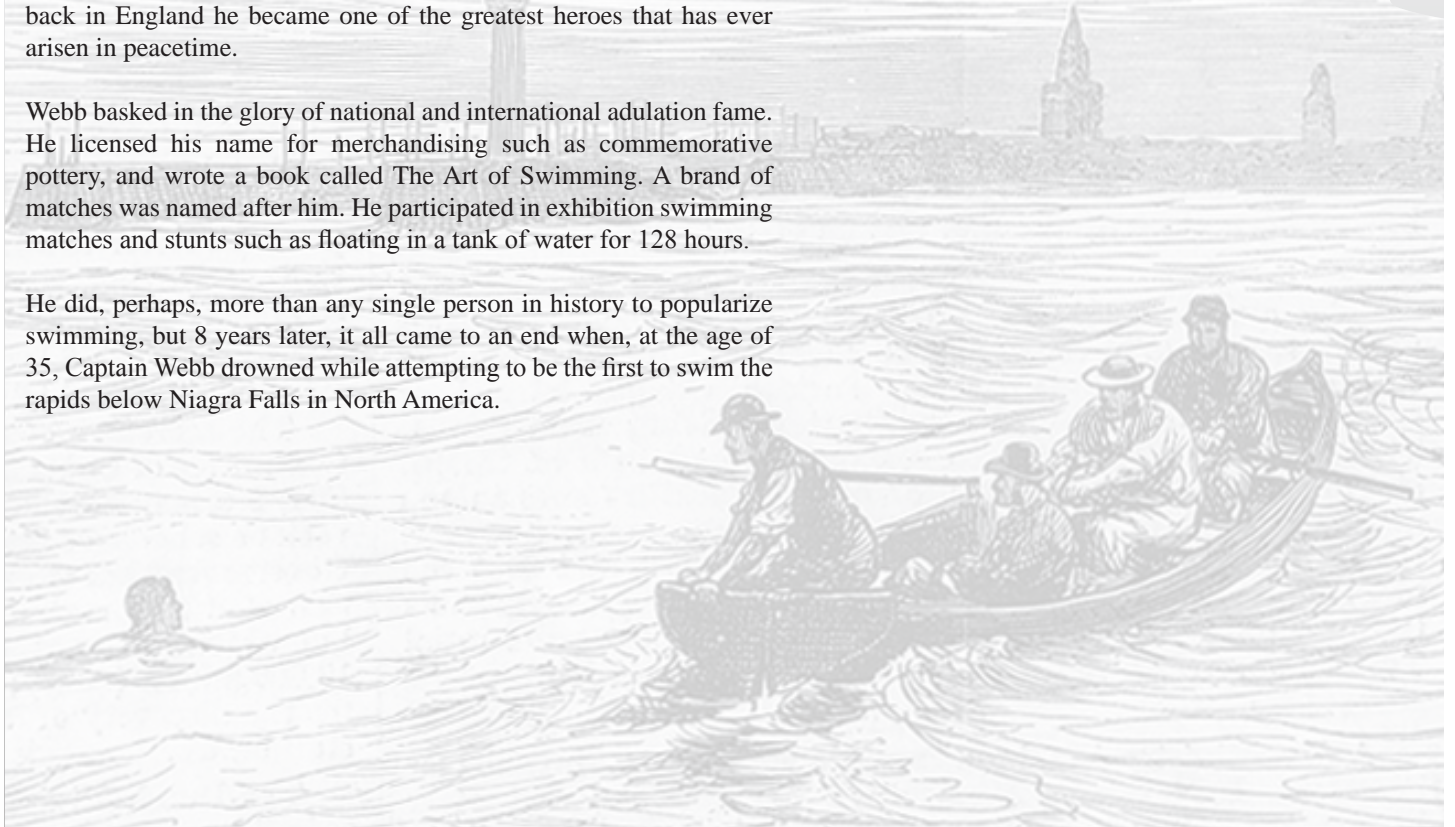 back in England he became one of the greatest heroes that has ever
arisen in peacetime.
Webb basked in the glory of national and international adulation fame.
He licensed his name for merchandising such as commemorative
pottery, and wrote a book called The Art of Swimming. A brand of
matches was named after him. He participated in exhibition swimming
matches and stunts such as floating in a tank of water for 128 hours.
He did, perhaps, more than any single person in history to popularize
swimming, but 8 years later, it all came to an end when, at the age of
35, Captain Webb drowned while attempting to be the first to swim the
rapids below Niagra Falls in North America.